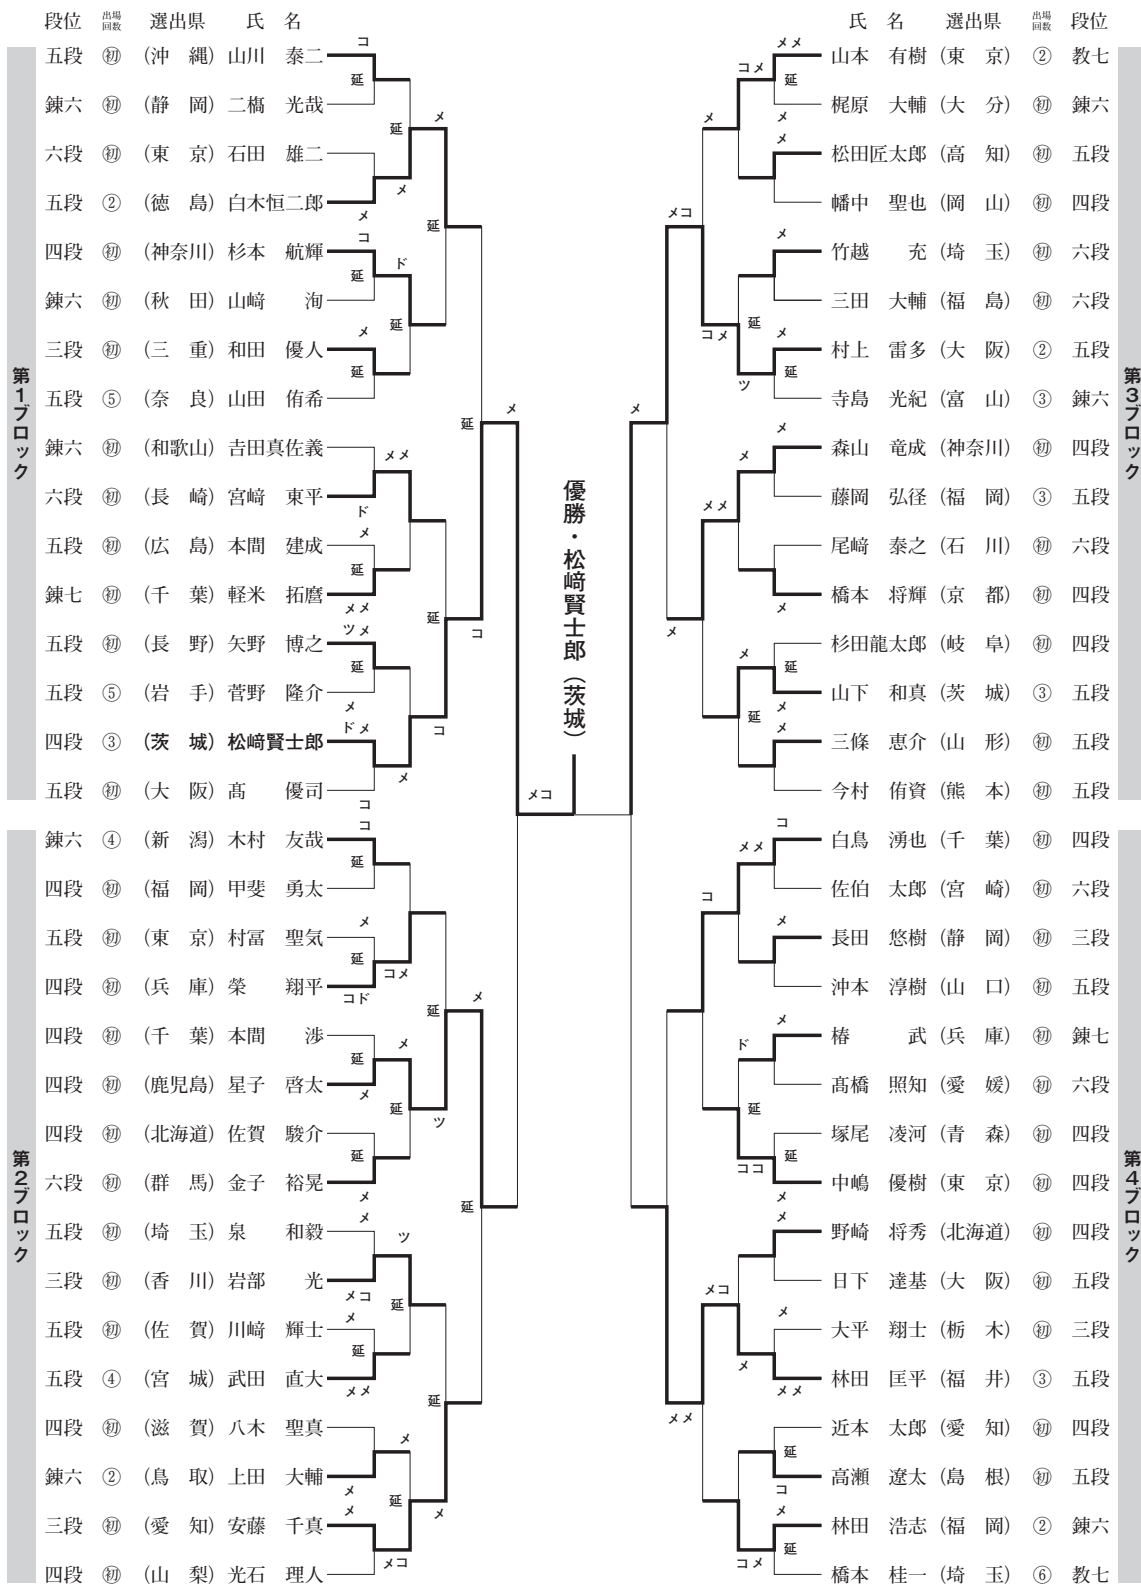 段位 出場回数 選出県 氏 名
第1ブロック
五段 ㊞ (沖 縄) 山川 泰二
錬六 初 (静 岡) 二橋 光哉
六段 初 (東 京) 石田 雄二
五段 ② (徳 島) 白木恒二郎
四段 初 (神奈川) 杉本 航輝
錬六 初 (秋 田) 山﨑 洵
三段 初 (三 重) 和田 優人
五段 ⑤ (奈 良) 山田 侑希
錬六 初 (和歌山) 𠮷田真佐義
六段 初 (長 崎) 宮﨑 東平
五段 初 (広 島) 本間 建成
錬七 初 (千 葉) 軽米 拓麿
五段 初 (長 野) 矢野 博之
五段 ⑤ (岩 手) 菅野 隆介
四段 ③ (茨 城) 松﨑賢士郎
五段 初 (大 阪) 髙 優司
第2ブロック
錬六 ④ (新 潟) 木村 友哉
四段 初 (福 岡) 甲斐 勇太
五段 初 (東 京) 村冨 聖気
四段 初 (兵 庫) 榮 翔平
四段 初 (千 葉) 本間 渉
四段 初 (鹿児島) 星子 啓太
四段 初 (北海道) 佐賀 駿介
六段 初 (群 馬) 金子 裕晃
五段 初 (埼 玉) 泉 和毅
三段 初 (香 川) 岩部 光
五段 初 (佐 賀) 川﨑 輝士
五段 ④ (宮 城) 武田 直大
四段 初 (滋 賀) 八木 聖真
錬六 ② (鳥 取) 上田 大輔
三段 初 (愛 知) 安藤 千真
四段 初 (山 梨) 光石 理人
優勝・松﨑賢士郎(茨城)
メコ
氏 名 選出県 出場回数 段位
第3ブロック
山本 有樹 (東 京) ② 教七
梶原 大輔 (大 分) 初 錬六
松田匠太郎 (高 知) 初 五段
幡中 聖也 (岡 山) 初 四段
竹越 充 (埼 玉) 初 六段
三田 大輔 (福 島) 初 六段
村上 雷多 (大 阪) ② 五段
寺島 光紀 (富 山) ③ 錬六
森山 竜成 (神奈川) 初 四段
藤岡 弘径 (福 岡) ③ 五段
尾﨑 泰之 (石 川) 初 六段
橋本 将輝 (京 都) 初 四段
杉田龍太郎 (岐 阜) 初 四段
山下 和真 (茨 城) ③ 五段
三條 恵介 (山 形) 初 五段
今村 侑資 (熊 本) 初 五段
第4ブロック
白鳥 湧也 (千 葉) 初 四段
佐伯 太郎 (宮 崎) 初 六段
長田 悠樹 (静 岡) 初 三段
沖本 淳樹 (山 口) 初 五段
椿 武 (兵 庫) 初 錬七
髙橋 照知 (愛 媛) 初 六段
塚尾 凌河 (青 森) 初 四段
中嶋 優樹 (東 京) 初 四段
野崎 将秀 (北海道) 初 四段
日下 達基 (大 阪) 初 五段
大平 翔士 (栃 木) 初 三段
林田 匡平 (福 井) ③ 五段
近本 太郎 (愛 知) 初 四段
高瀬 遼太 (島 根) 初 五段
林田 浩志 (福 岡) ② 錬六
橋本 桂一 (埼 玉) ⑥ 教七